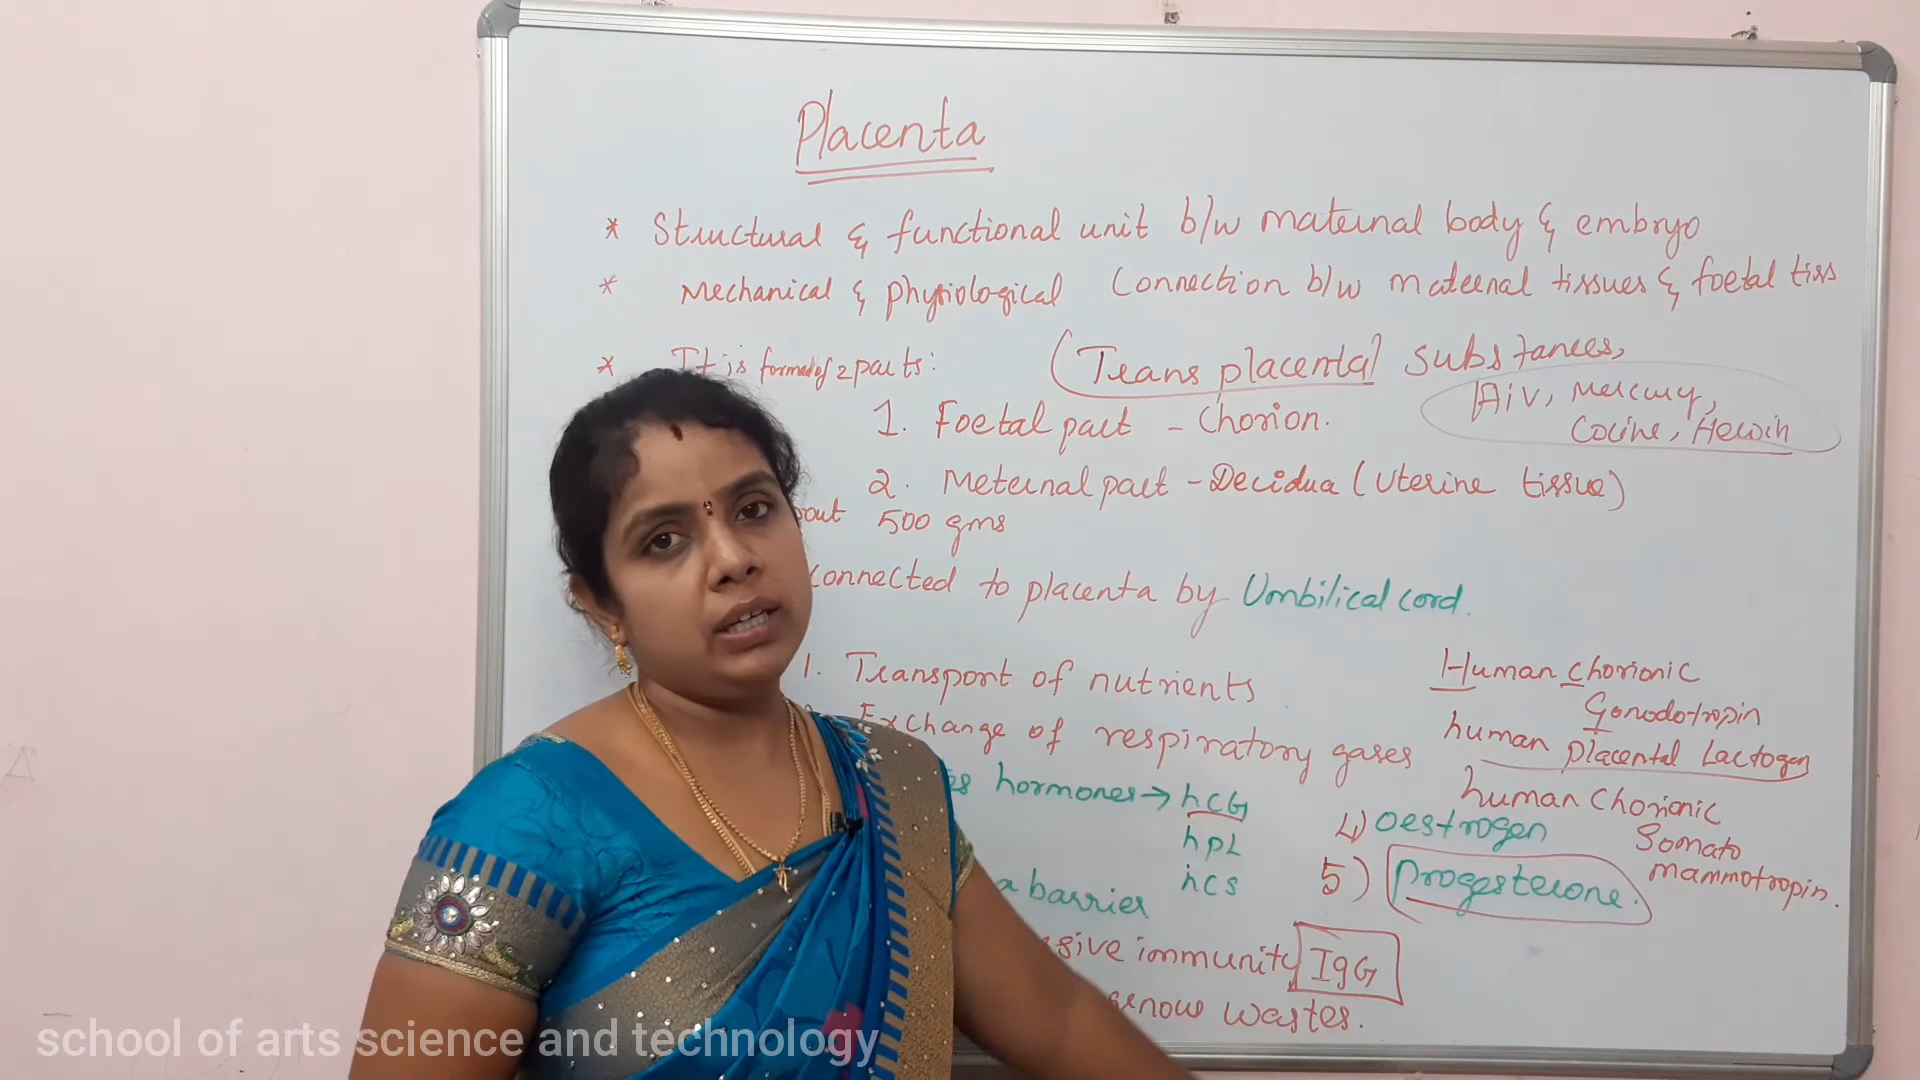 Placenta
* Structural & functional unit b/w maternal body & embryo
* Mechanical & physiological Connection b/w maternal tissues & foetal tiss
* It is formed of 2 parts:
(Trans placental) substances,
HiV, Mercury,
Cocine, Heroin
1. Foetal part - Chorion.
2. Meternal part - Decidua (Uterine tissue)
out 500 gms
connected to placenta by Umbilical cord.
1. Transport of nutrients
Exchange of respiratory gases
es hormones → hCG
hpL
hcs
4) oestrogen
5) Progesterone.
Human Chorionic
Gonodotropin
human placental Lactogen
human Chorionic
Somato
mammotropin.
a barrier
ssive immunity IgG
wastes.
school of arts science and technology